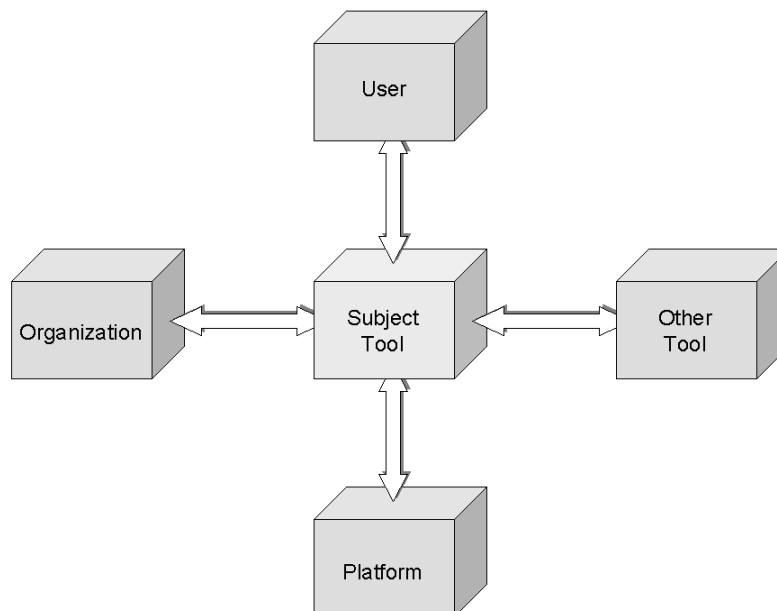 User
Organization
Subject
Tool
Other
Tool
Platform